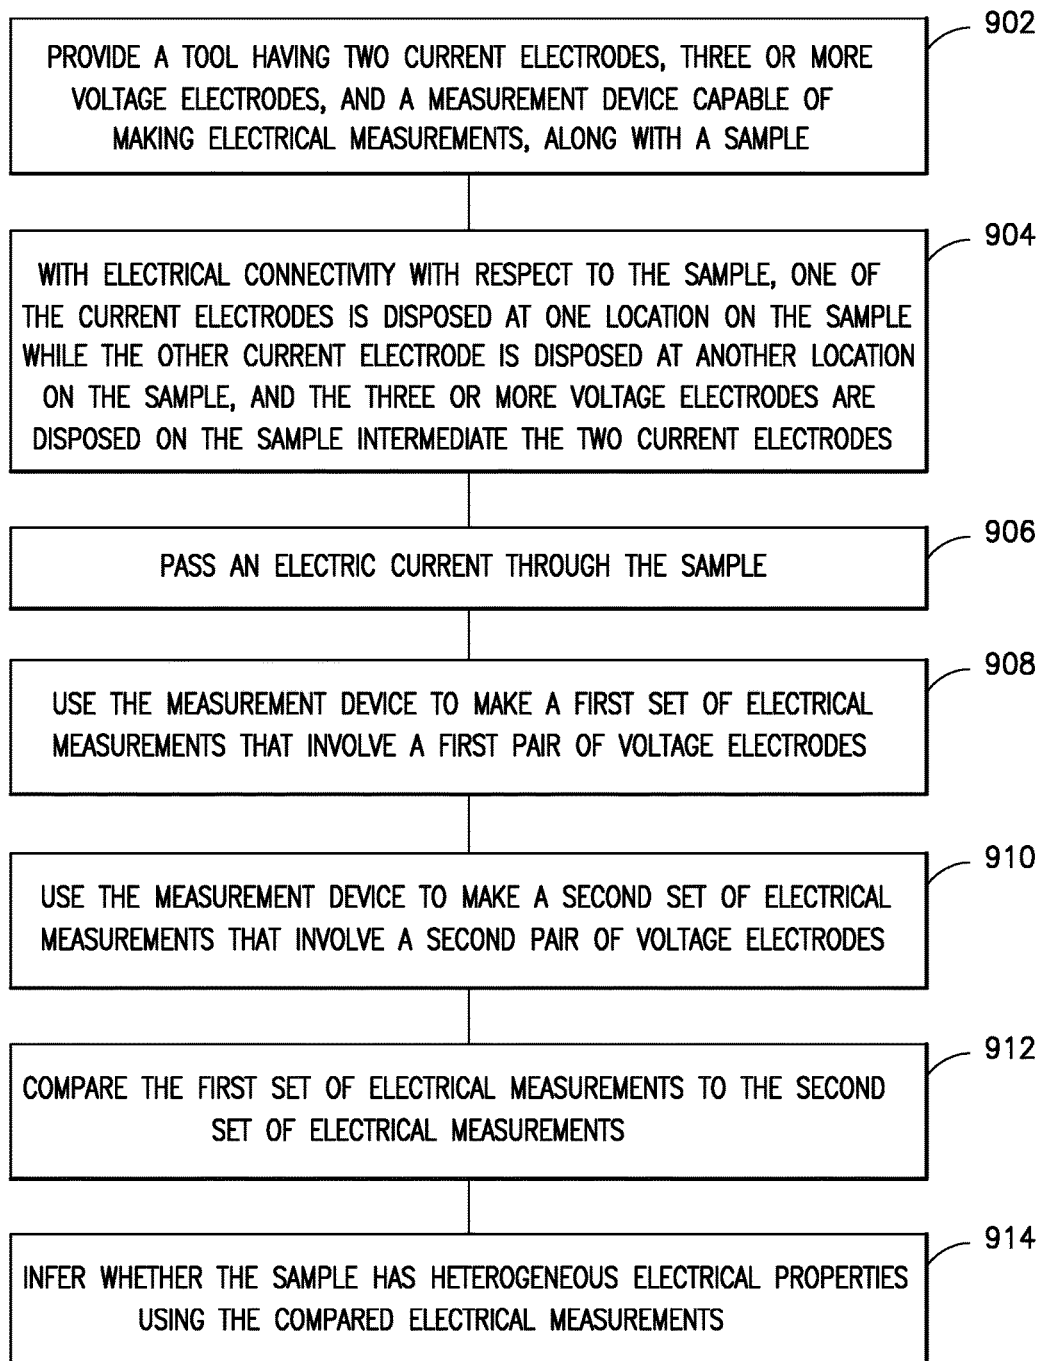 902
PROVIDE A TOOL HAVING TWO CURRENT ELECTRODES, THREE OR MORE
VOLTAGE ELECTRODES, AND A MEASUREMENT DEVICE CAPABLE OF
MAKING ELECTRICAL MEASUREMENTS, ALONG WITH A SAMPLE
904
WITH ELECTRICAL CONNECTIVITY WITH RESPECT TO THE SAMPLE, ONE OF
THE CURRENT ELECTRODES IS DISPOSED AT ONE LOCATION ON THE SAMPLE
WHILE THE OTHER CURRENT ELECTRODE IS DISPOSED AT ANOTHER LOCATION
ON THE SAMPLE, AND THE THREE OR MORE VOLTAGE ELECTRODES ARE
DISPOSED ON THE SAMPLE INTERMEDIATE THE TWO CURRENT ELECTRODES
906
PASS AN ELECTRIC CURRENT THROUGH THE SAMPLE
908
USE THE MEASUREMENT DEVICE TO MAKE A FIRST SET OF ELECTRICAL
MEASUREMENTS THAT INVOLVE A FIRST PAIR OF VOLTAGE ELECTRODES
910
USE THE MEASUREMENT DEVICE TO MAKE A SECOND SET OF ELECTRICAL
MEASUREMENTS THAT INVOLVE A SECOND PAIR OF VOLTAGE ELECTRODES
912
COMPARE THE FIRST SET OF ELECTRICAL MEASUREMENTS TO THE SECOND
SET OF ELECTRICAL MEASUREMENTS
914
INFER WHETHER THE SAMPLE HAS HETEROGENEOUS ELECTRICAL PROPERTIES
USING THE COMPARED ELECTRICAL MEASUREMENTS